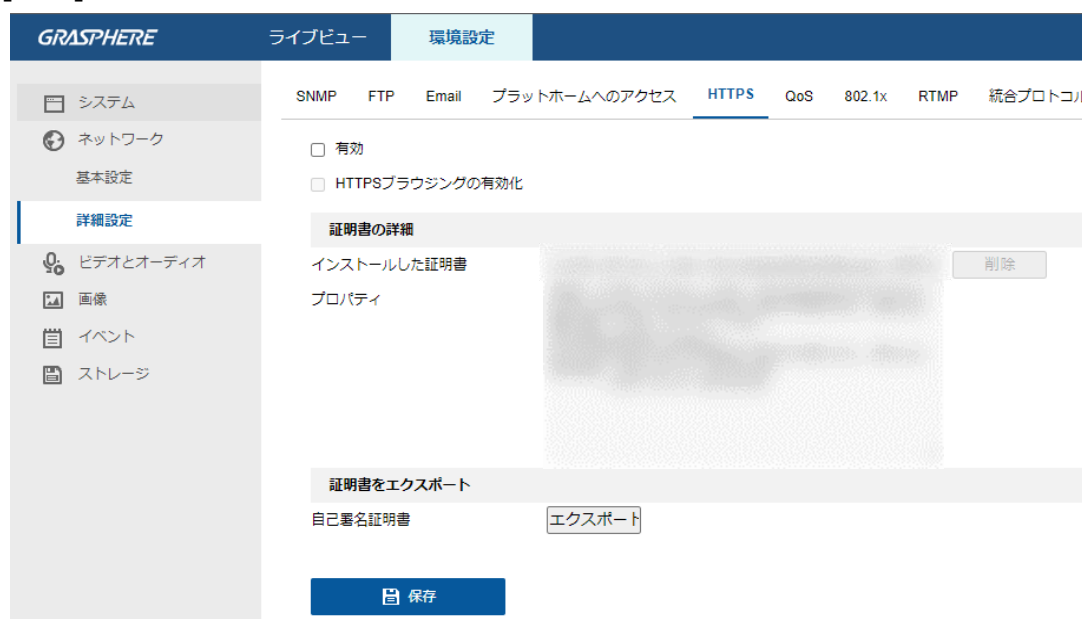 GRASPHERE ライブビュー 環境設定
システム
ネットワーク
基本設定
詳細設定
ビデオとオーディオ
画像
イベント
ストレージ
SNMP FTP Email プラットホームへのアクセス HTTPS QoS 802.1x RTMP 統合プロトコル
有効
HTTPSブラウジングの有効化
証明書の詳細
インストールした証明書 削除
プロパティ
証明書をエクスポート
自己署名証明書 エクスポート
保存